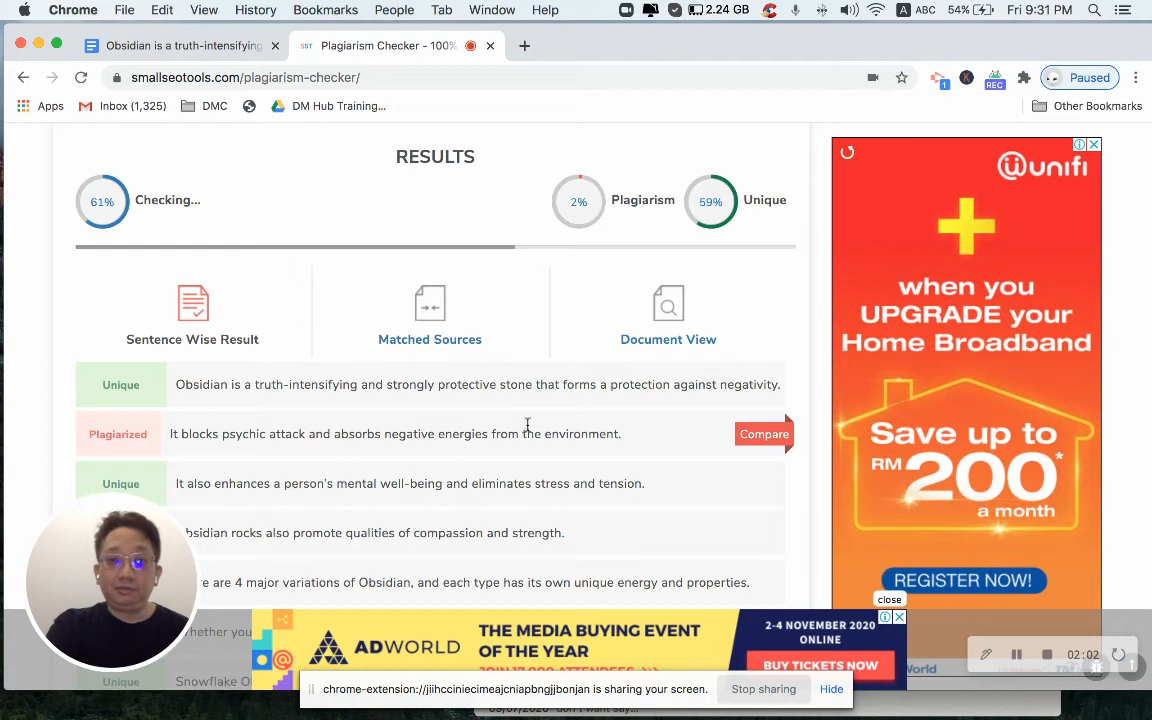 Chrome File Edit View History Bookmarks People Tab Window Help 2.24 GB A ABC 54% Fri 9:31 PM
Obsidian is a truth-intensifying
SST Plagiarism Checker - 100%
smallseotools.com/plagiarism-checker/
1 K REC Paused
Apps Inbox (1,325) DMC DM Hub Training... Other Bookmarks
RESULTS
61% Checking...
2% Plagiarism 59% Unique
Sentence Wise Result Matched Sources Document View
Unique Obsidian is a truth-intensifying and strongly protective stone that forms a protection against negativity.
Plagiarized It blocks psychic attack and absorbs negative energies from the environment. Compare
Unique It also enhances a person's mental well-being and eliminates stress and tension.
bsidian rocks also promote qualities of compassion and strength.
re are 4 major variations of Obsidian, and each type has its own unique energy and properties.
hether you
Unique Snowflake O
unifi
when you
UPGRADE your
Home Broadband
Save up to
RM 200*
a month
REGISTER NOW!
close
ADWORLD
THE MEDIA BUYING EVENT
OF THE YEAR
2-4 NOVEMBER 2020
ONLINE
BUY TICKETS NOW
02:02
World
chrome-extension://jiihcciniecimeajcniapbngjjbonjan is sharing your screen. Stop sharing Hide